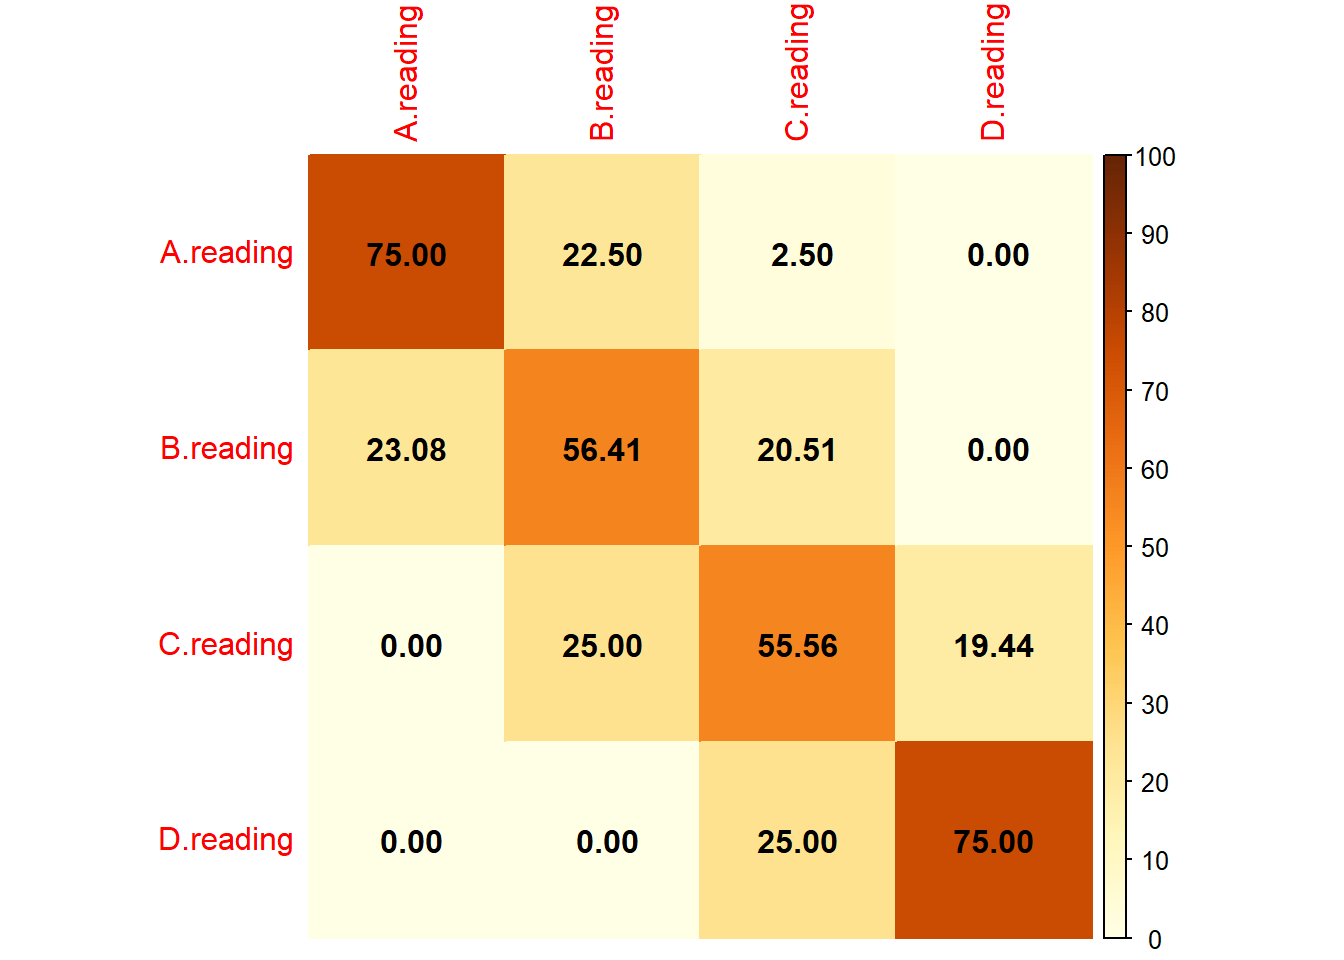 A.reading B.reading C.reading D.reading
A.reading 75.00 22.50 2.50 0.00
B.reading 23.08 56.41 20.51 0.00
C.reading 0.00 25.00 55.56 19.44
D.reading 0.00 0.00 25.00 75.00
100
90
80
70
60
50
40
30
20
10
0